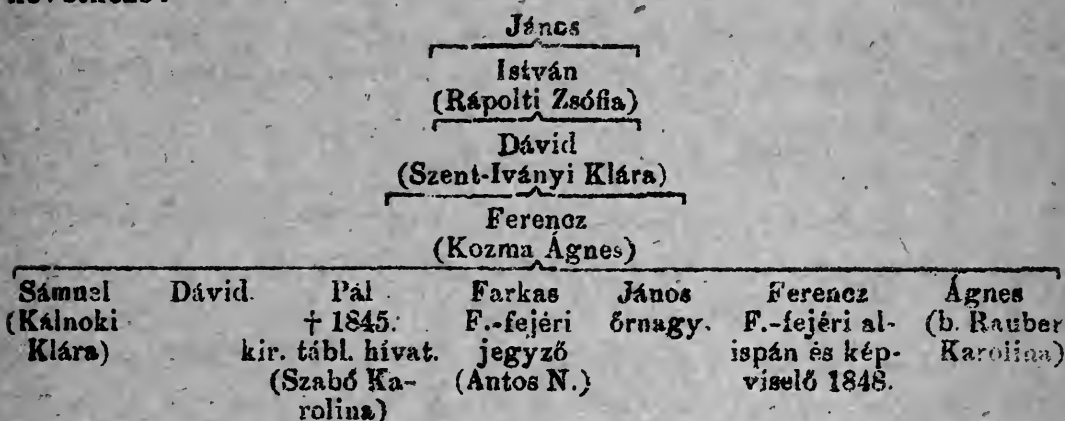 János
István
(Rápolti Zsófia)
Dávid
(Szent-Iványi Klára)
Ferencz
(Kozma Ágnes)
Sámuel Dávid. Pál Farkas János Ferencz Ágnes
(Kálnoki † 1845. F.-fejéri őrnagy. F.-fejéri al- (b. Rauber
Klára) kir. tábl. hívat. jegyző ispán és kép- Karolina)
(Szabó Ka- (Antos N.) viselő 1848.
rolina)